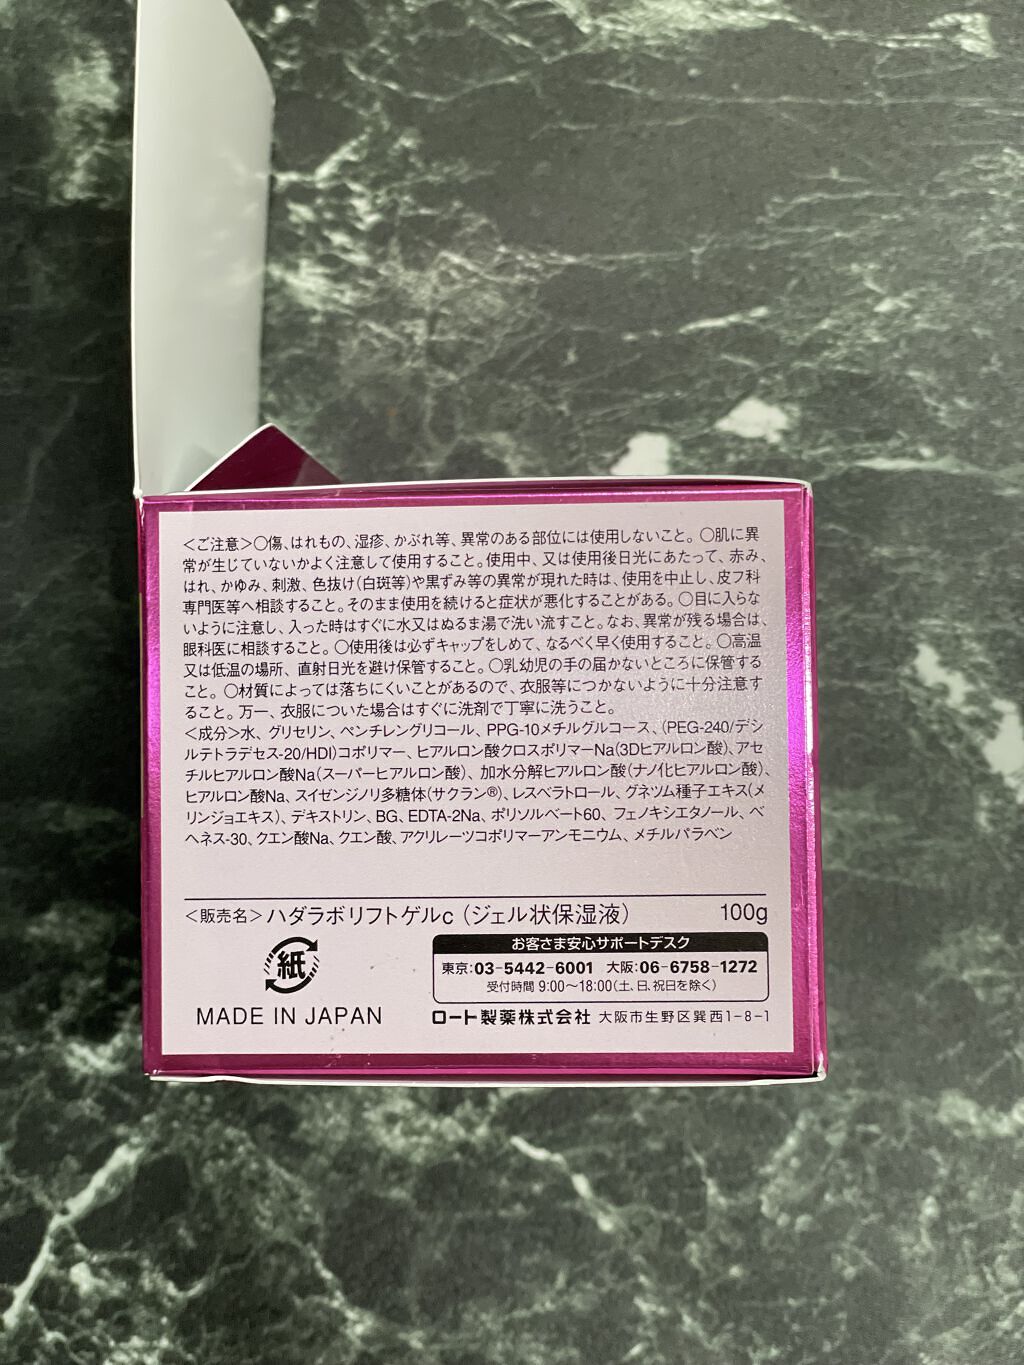 ＜ご注意＞○傷、はれもの、湿疹、かぶれ等、異常のある部位には使用しないこと。○肌に異
常が生じていないかよく注意して使用すること。使用中、又は使用後日光にあたって、赤み、
はれ、かゆみ、刺激、色抜け(白斑等)や黒ずみ等の異常が現れた時は、使用を中止し、皮フ科
専門医等へ相談すること。そのまま使用を続けると症状が悪化することがある。○目に入らな
いように注意し、入った時はすぐに水又はぬるま湯で洗い流すこと。なお、異常が残る場合は、
眼科医に相談すること。○使用後は必ずキャップをしめて、なるべく早く使用すること。○高温
又は低温の場所、直射日光を避け保管すること。○乳幼児の手の届かないところに保管する
こと。○材質によっては落ちにくいことがあるので、衣服等につかないように十分注意す
ること。万一、衣服についた場合はすぐに洗剤で丁寧に洗うこと。
＜成分＞水、グリセリン、ペンチレングリコール、PPG-10メチルグルコース、(PEG-240/デシ
ルテトラデセス-20/HDI)コポリマー、ヒアルロン酸クロスポリマーNa(3Dヒアルロン酸)、アセ
チルヒアルロン酸Na(スーパーヒアルロン酸)、加水分解ヒアルロン酸(ナノ化ヒアルロン酸)、
ヒアルロン酸Na、スイゼンジノリ多糖体(サクラン®)、レスベラトロール、グネツム種子エキス(メ
リンジョエキス)、デキストリン、BG、EDTA-2Na、ポリソルベート60、フェノキシエタノール、ベ
ヘネス-30、クエン酸Na、クエン酸、アクリレーツコポリマーアンモニウム、メチルパラベン
＜販売名＞ハダラボリフトゲルc(ジェル状保湿液) 100g
紙
MADE IN JAPAN
お客さま安心サポートデスク
東京:03-5442-6001 大阪:06-6758-1272
受付時間 9:00～18:00(土、日、祝日を除く)
ロート製薬株式会社 大阪市生野区巽西1-8-1